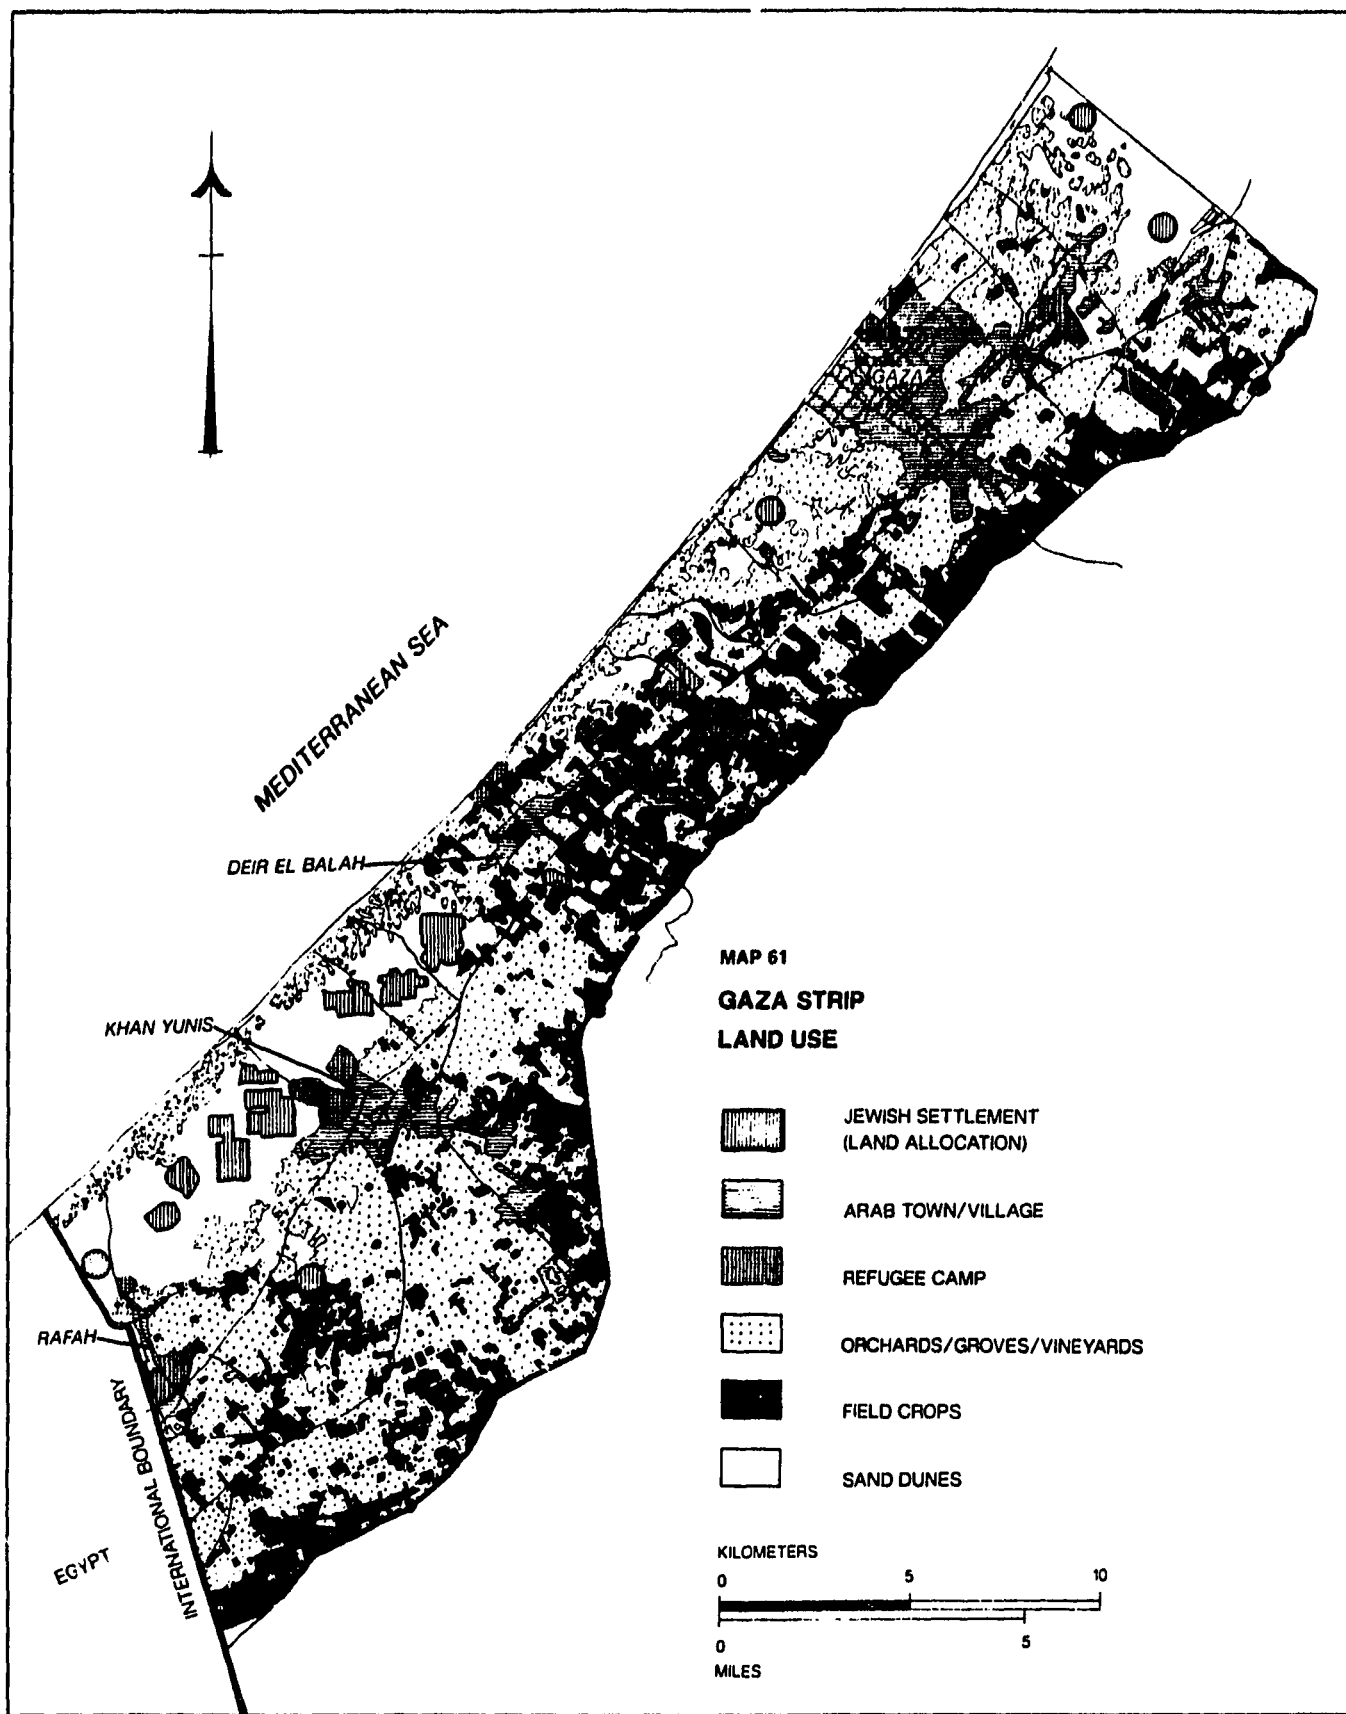 GAZA
MEDITERRANEAN SEA
DEIR EL BALAH
KHAN YUNIS
RAFAH
INTERNATIONAL BOUNDARY
EGYPT
MAP 61
GAZA STRIP
LAND USE
JEWISH SETTLEMENT
(LAND ALLOCATION)
ARAB TOWN/VILLAGE
REFUGEE CAMP
ORCHARDS/GROVES/VINEYARDS
FIELD CROPS
SAND DUNES
KILOMETERS
0 5 10
0 5
MILES